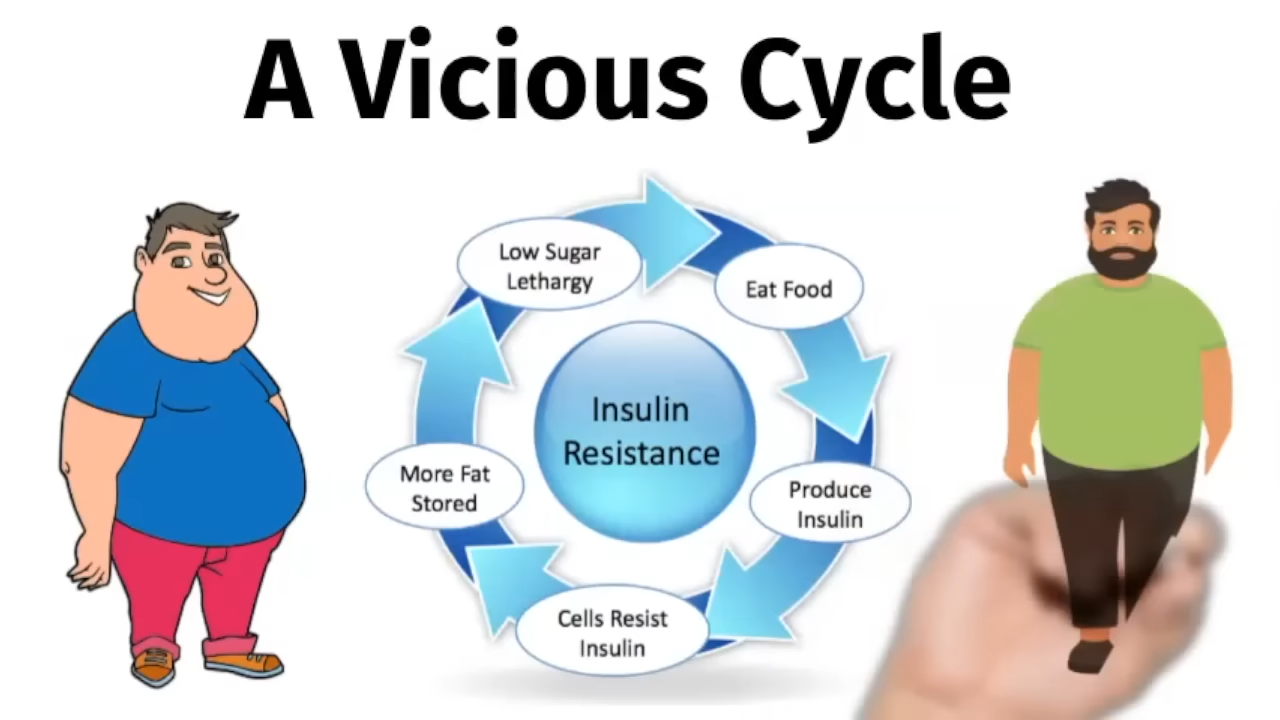 A Vicious Cycle
Low Sugar
Lethargy
Eat Food
Insulin
Resistance
More Fat
Stored
Produce
Insulin
Cells Resist
Insulin